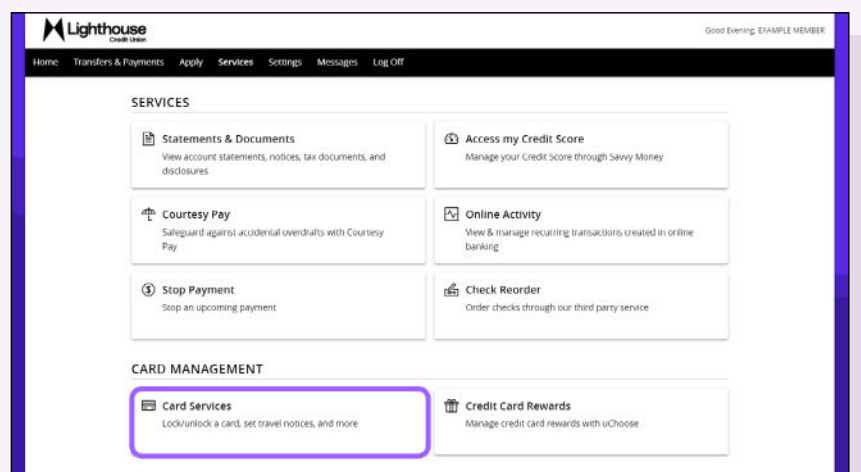 Lighthouse
Credit Union
Good Evening, EXAMPLE MEMBER
Home Transfers & Payments Apply Services Settings Messages Log Off
SERVICES
Statements & Documents
View account statements, notices, tax documents, and
disclosures
Access my Credit Score
Manage your Credit Score through Savvy Money
Courtesy Pay
Safeguard against accidental overdrafts with Courtesy
Pay
Online Activity
View & manage recurring transactions created in online
banking
Stop Payment
Stop an upcoming payment
Check Reorder
Order checks through our third party service
CARD MANAGEMENT
Card Services
Lock/unlock a card, set travel notices, and more
Credit Card Rewards
Manage credit card rewards with uChoose